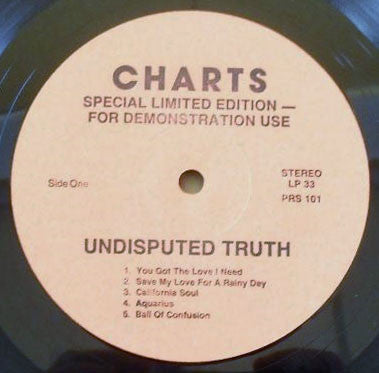 CHARTS
SPECIAL LIMITED EDITION —
FOR DEMONSTRATION USE
Side One
STEREO
LP 33
PRS 101
UNDISPUTED TRUTH
1. You Got The Love I Need
2. Save My Love For A Rainy Day
3. California Soul
4. Aquarius
5. Ball Of Confusion